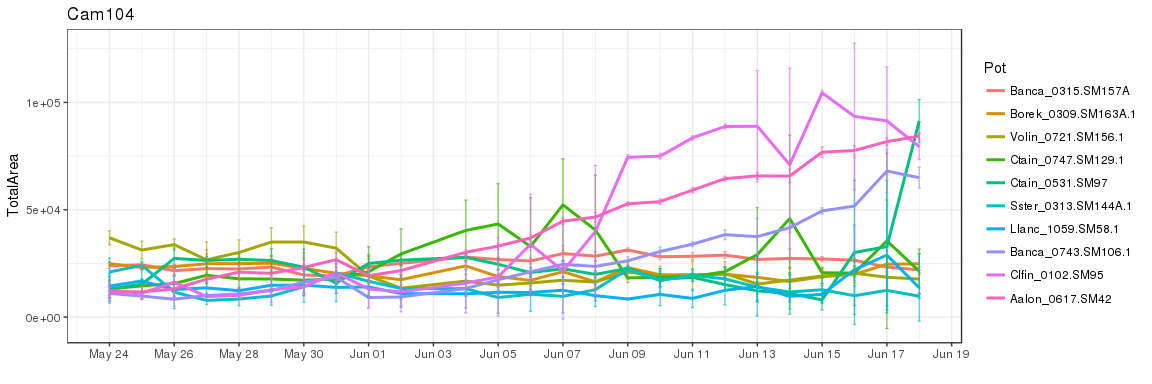 Cam104
TotalArea
1e+05
5e+04
0e+00
May 24 May 26 May 28 May 30 Jun 01 Jun 03 Jun 05 Jun 07 Jun 09 Jun 11 Jun 13 Jun 15 Jun 17 Jun 19
Pot
Banca_0315.SM157A
Borek_0309.SM163A.1
Volin_0721.SM156.1
Ctain_0747.SM129.1
Ctain_0531.SM97
Sster_0313.SM144A.1
Llanc_1059.SM58.1
Banca_0743.SM106.1
Clfin_0102.SM95
Aalon_0617.SM42